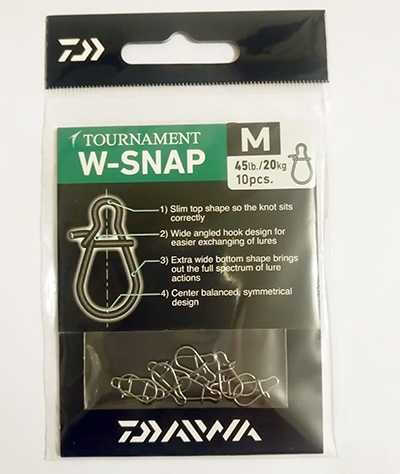 TOURNAMENT
W-SNAP
M
45lb./20kg
10pcs.
1) Slim top shape so the knot sits
correctly
2) Wide angled hook design for
easier exchanging of lures
3) Extra wide bottom shape brings
out the full spectrum of lure
actions
4) Center balanced, symmetrical
design
DAIWA